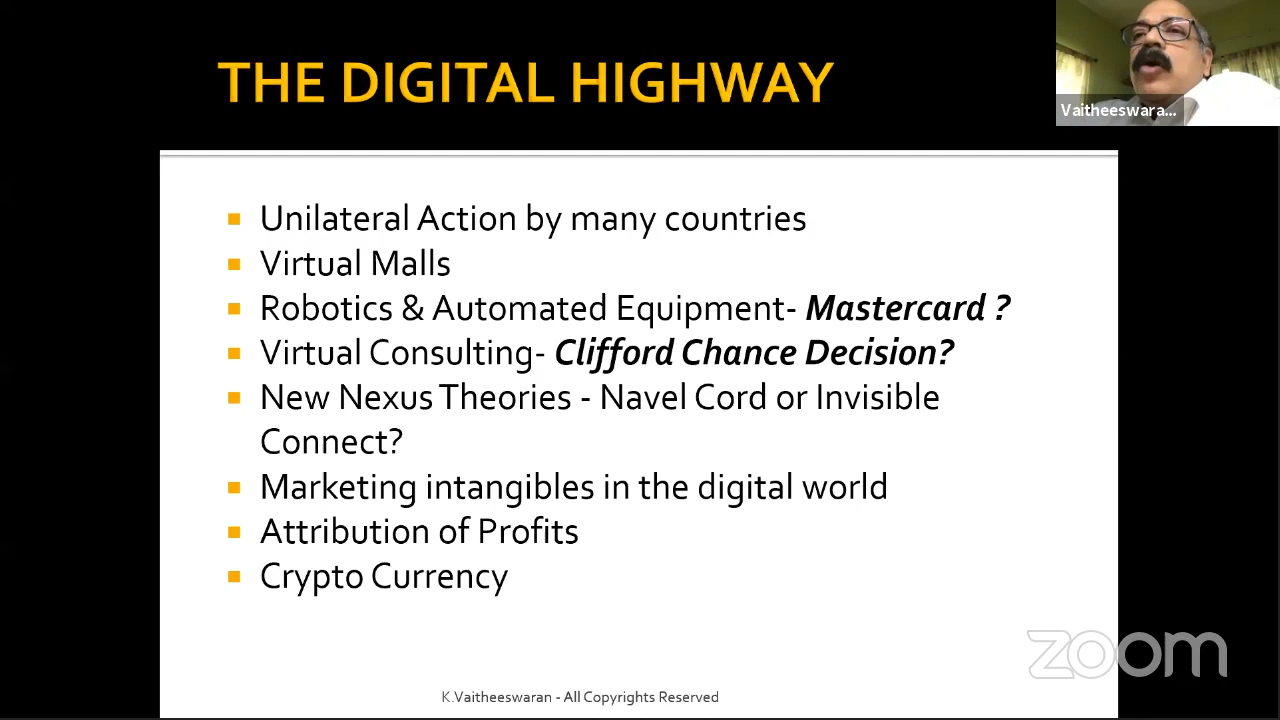 THE DIGITAL HIGHWAY
Vaitheeswara...
Unilateral Action by many countries
Virtual Malls
Robotics & Automated Equipment- Mastercard ?
Virtual Consulting- Clifford Chance Decision?
New Nexus Theories - Navel Cord or Invisible
Connect?
Marketing intangibles in the digital world
Attribution of Profits
Crypto Currency
zoom
K.Vaitheeswaran - All Copyrights Reserved